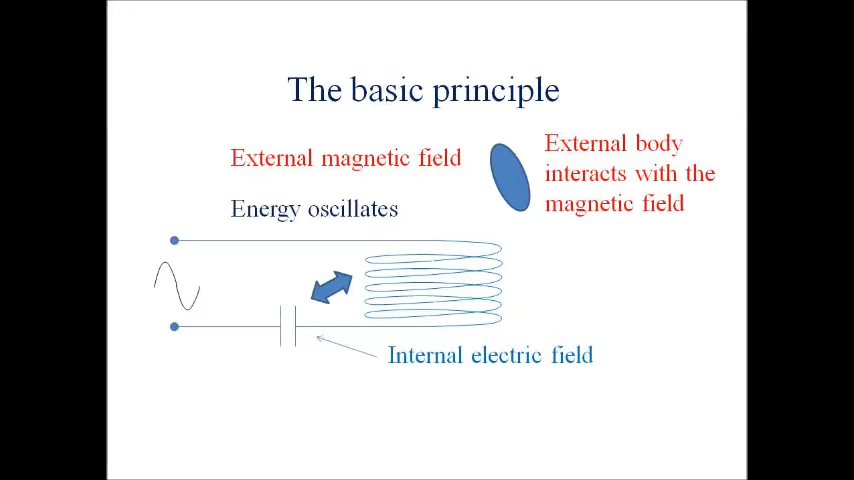 The basic principle
External magnetic field
External body
interacts with the
magnetic field
Energy oscillates
Internal electric field